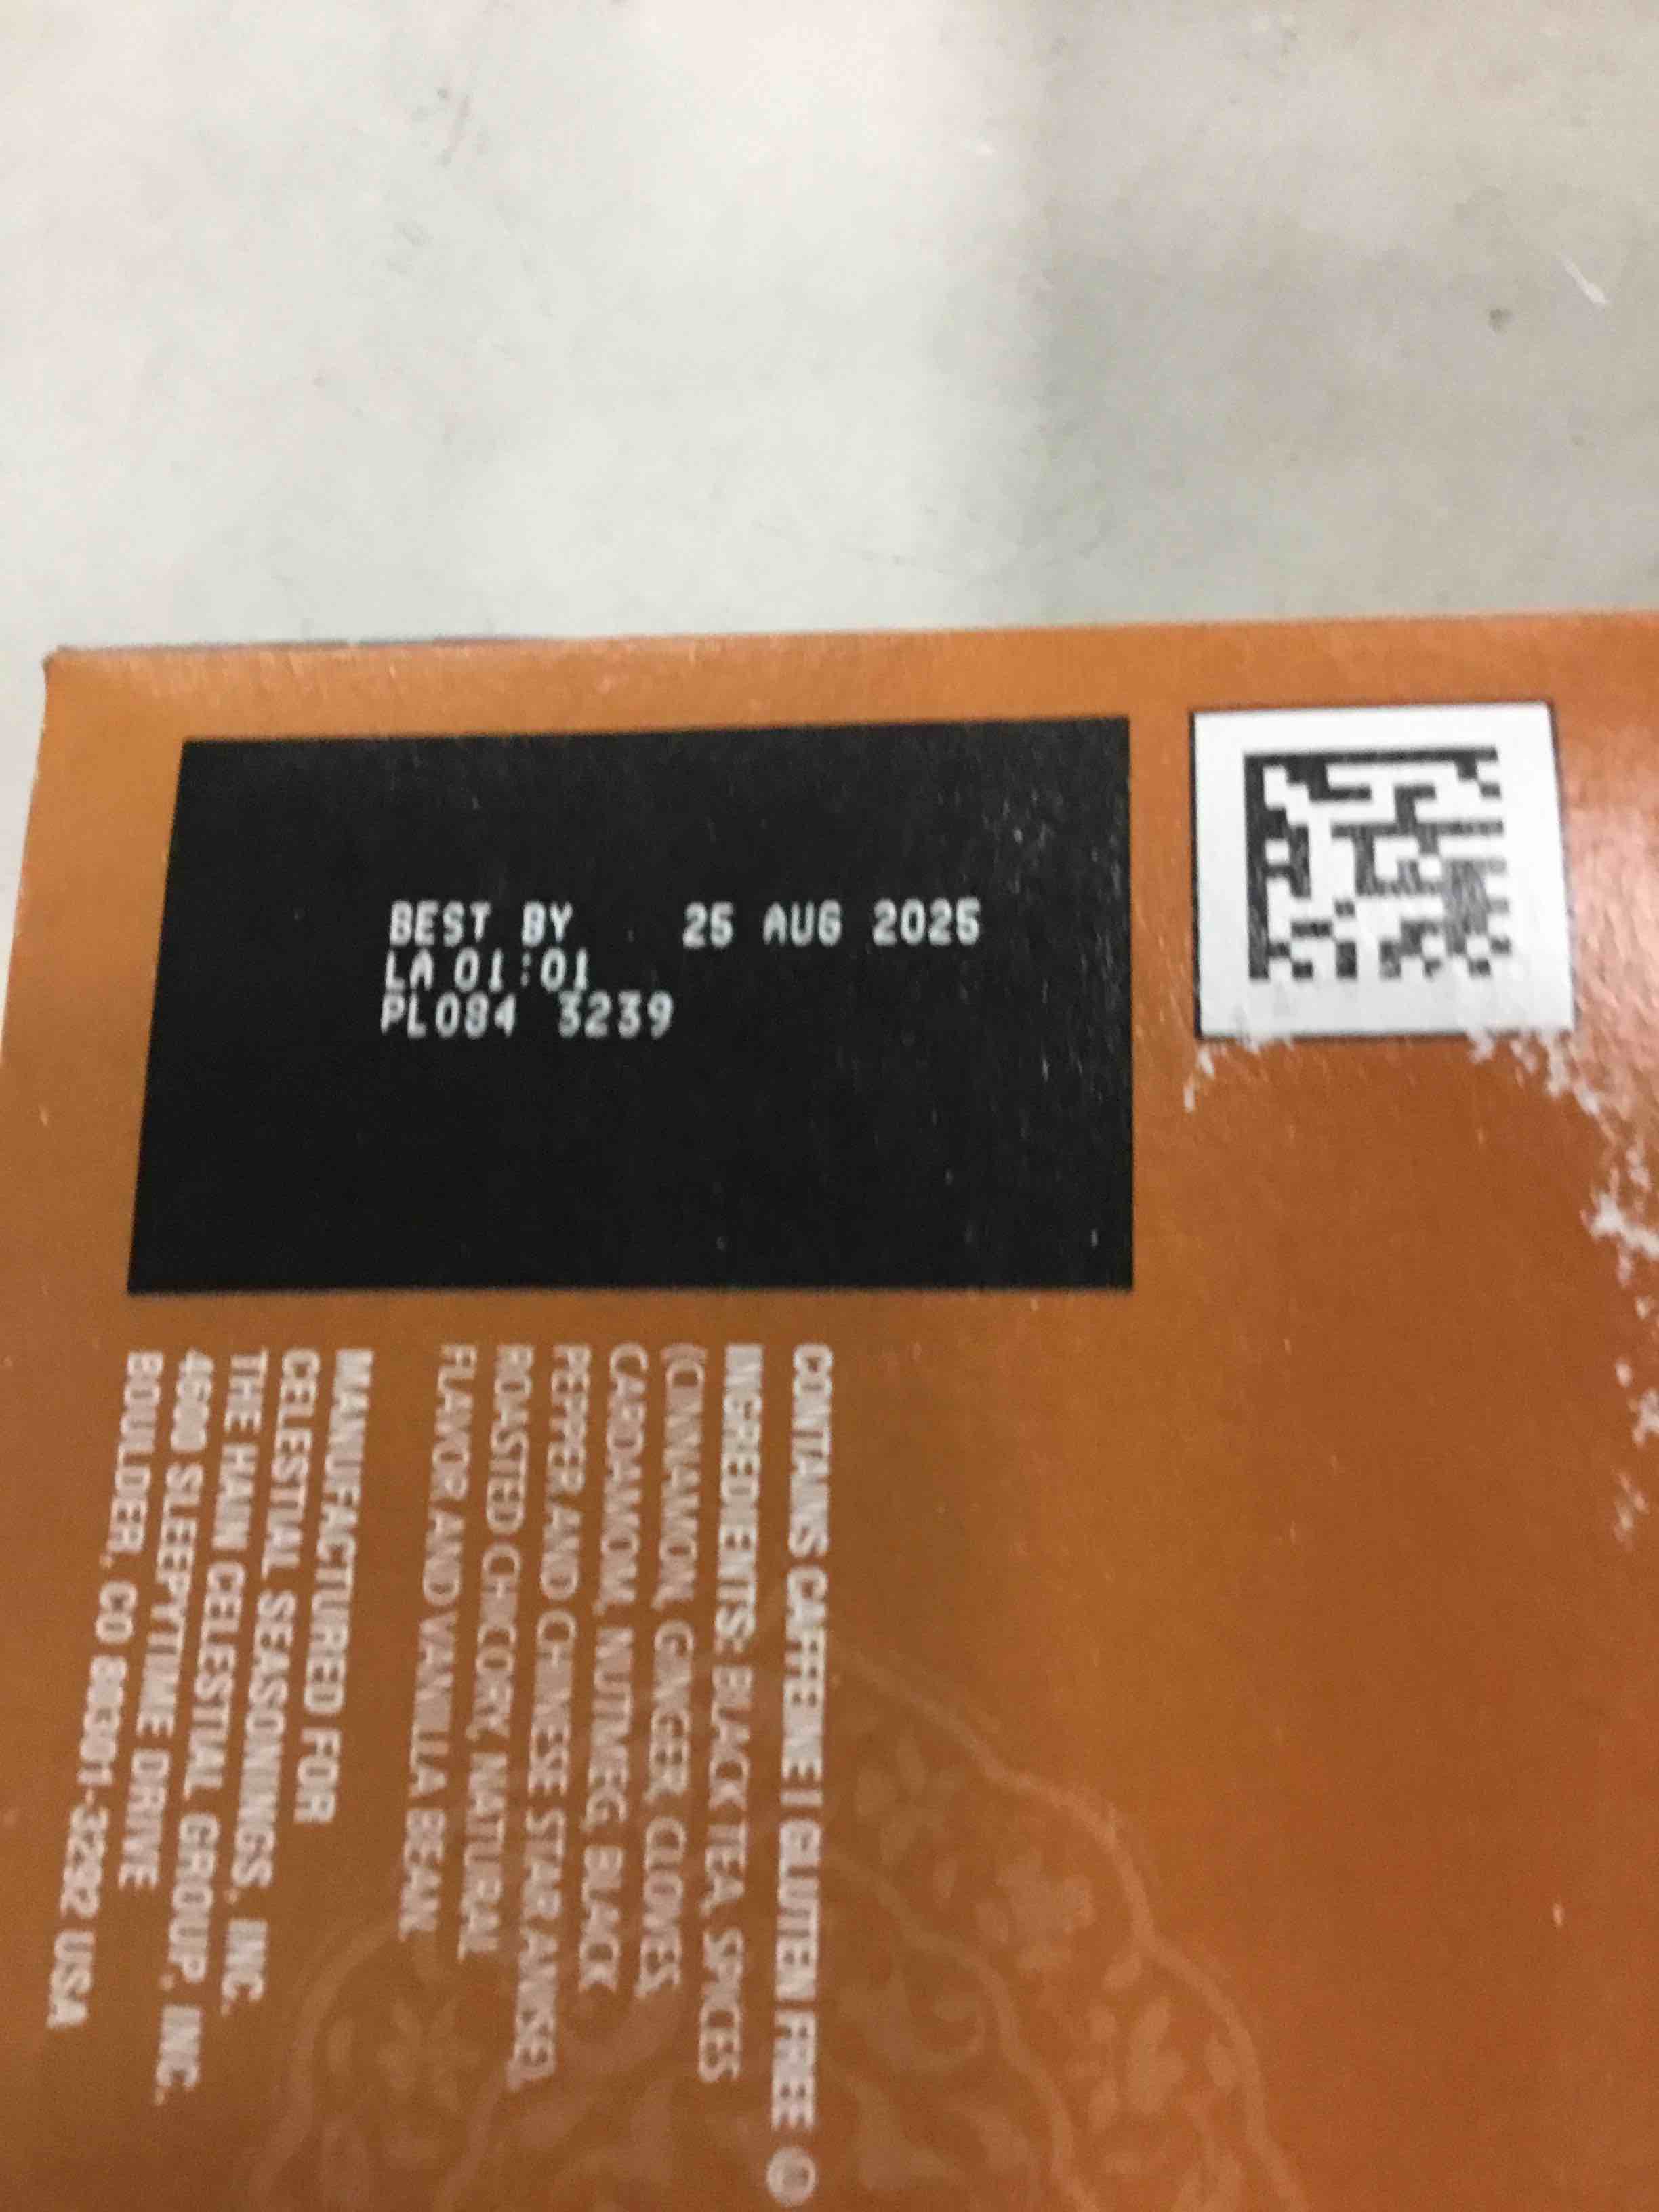 BEST BY 25 AUG 2025
LA 01:01
PL084 3239
CONTAINS CAFFEINE | GLUTEN FREE
INGREDIENTS: BLACK TEA, SPICES
(CINNAMON, GINGER, CLOVES,
CARDAMOM, NUTMEG, BLACK
PEPPER AND CHINESE STAR ANISE),
ROASTED CHICORY, NATURAL
FLAVOR AND VANILLA BEAN.
MANUFACTURED FOR
CELESTIAL SEASONINGS, INC.
THE HAIN CELESTIAL GROUP, INC.
4600 SLEEPYTIME DRIVE
BOULDER, CO 80301-3292 USA